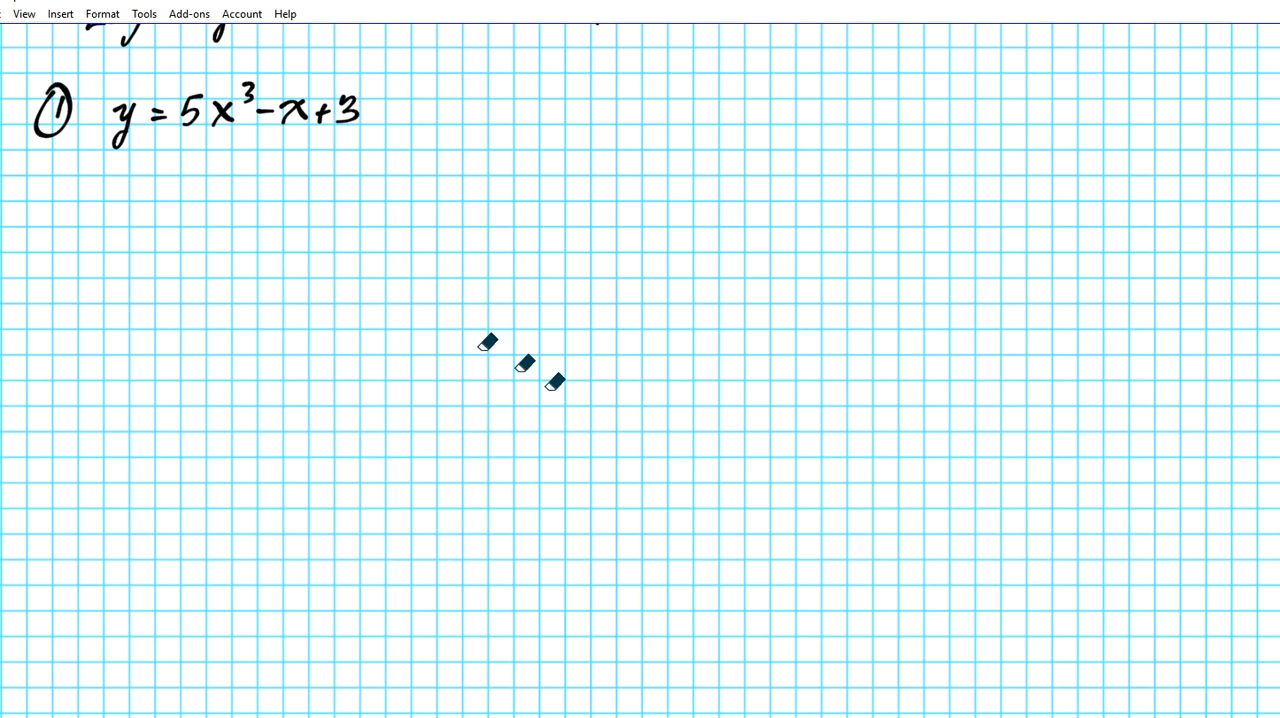 View Insert Format Tools Add-ons Account Help
① y = 5x³-x+3